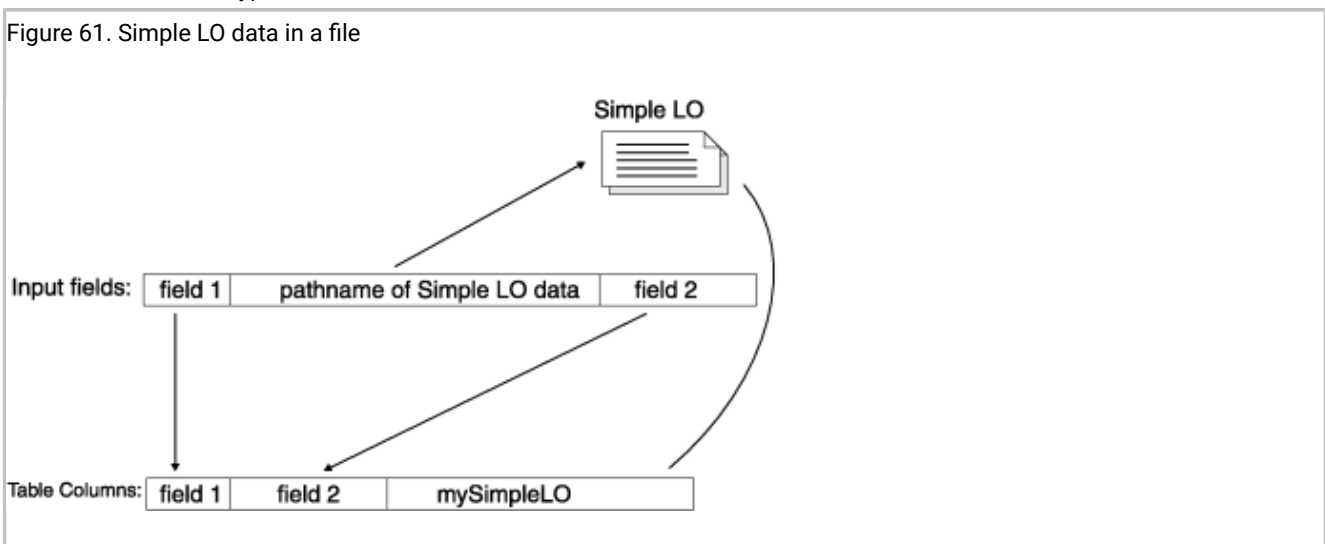 Figure 61. Simple LO data in a file
Simple LO
Input fields: field 1 pathname of Simple LO data field 2
Table Columns: field 1 field 2 mySimpleLO